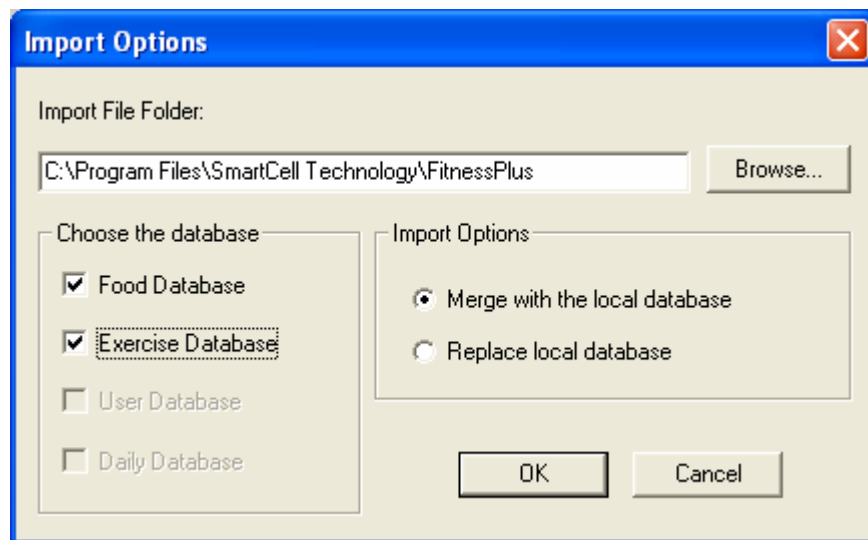 Import Options
Import File Folder:
C:\Program Files\SmartCell Technology\FitnessPlus
Browse...
Choose the database
Food Database
Exercise Database
User Database
Daily Database
Import Options
Merge with the local database
Replace local database
OK
Cancel